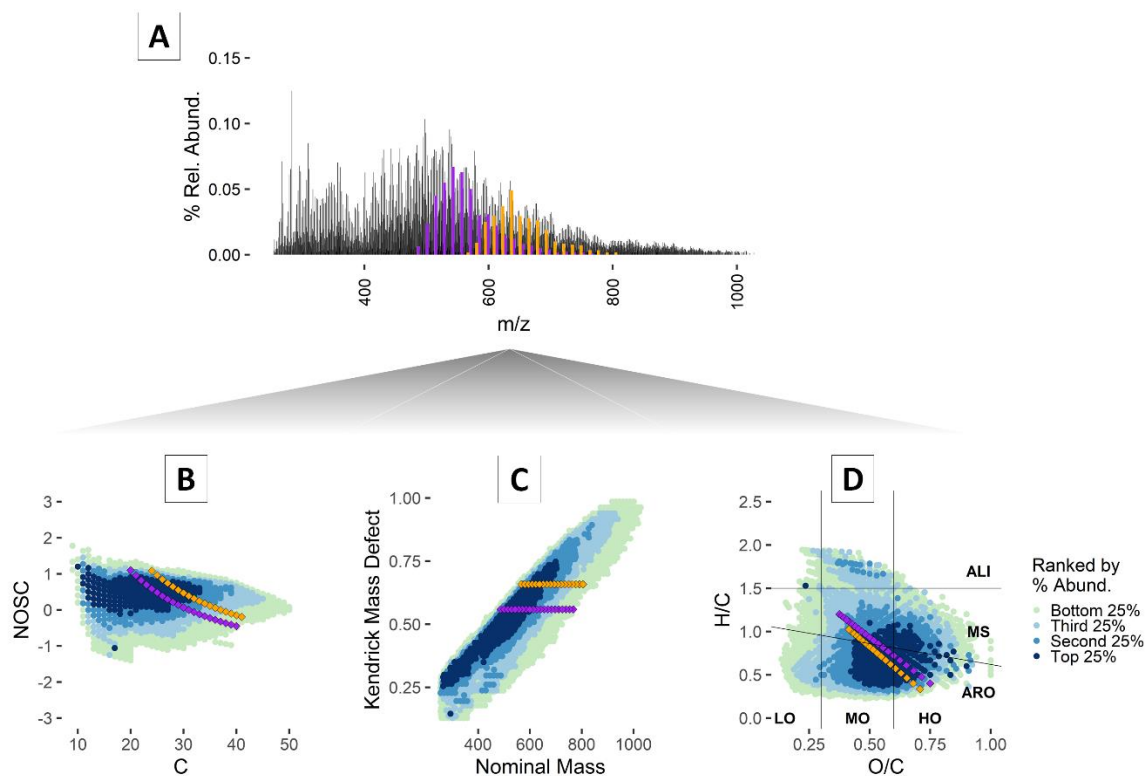 A
0.15
0.10
0.05
0.00
% Rel. Abund.
400
600
800
1000
m/z
B
3
2
1
0
-1
-2
-3
NOSC
10
20
30
40
50
C
C
1.00
0.75
0.50
0.25
Kendrick Mass Defect
400
600
800
1000
Nominal Mass
D
2.5
2.0
1.5
1.0
0.5
0.0
H/C
ALI
MS
ARO
LO
MO
HO
0.25
0.50
0.75
1.00
O/C
Ranked by
% Abund.
Bottom 25%
Third 25%
Second 25%
Top 25%